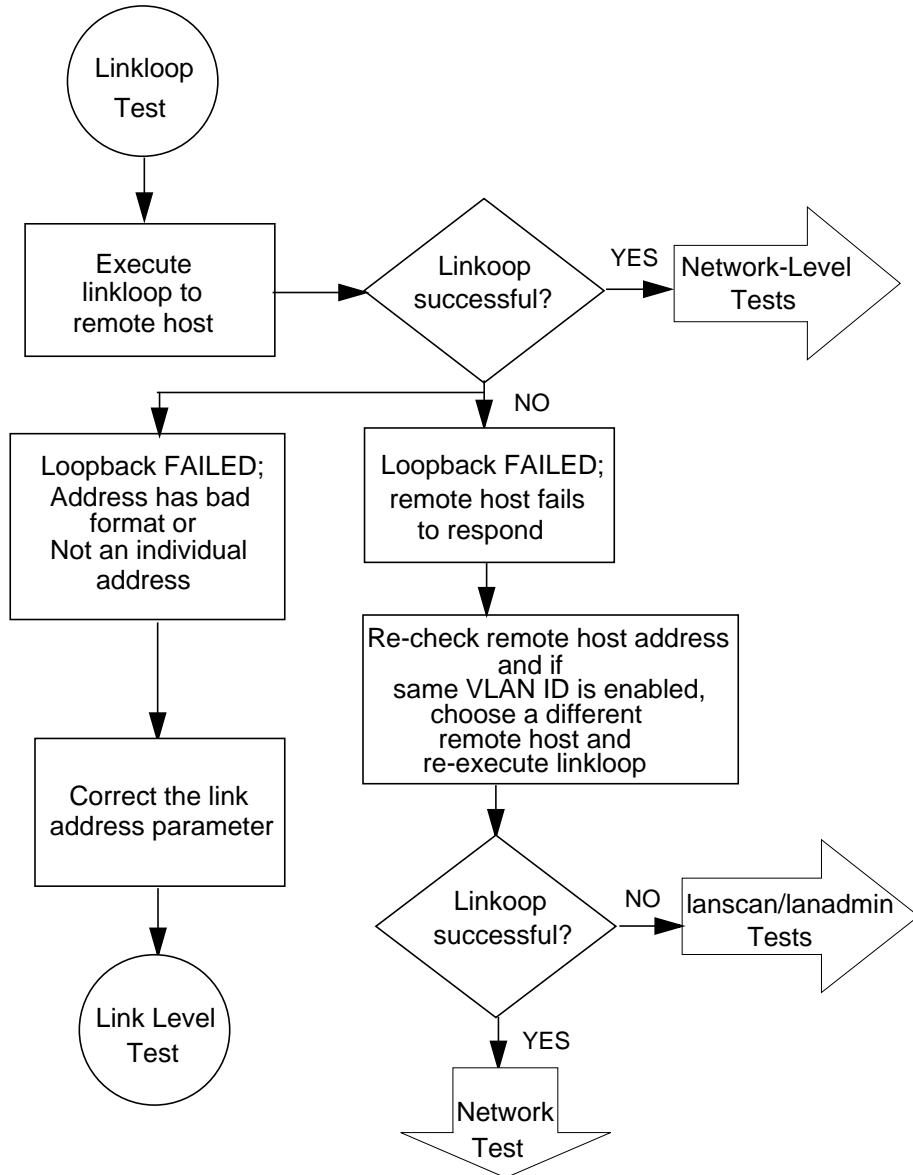 Linkloop
Test
Execute
linkloop to
remote host
Linkoop
successful?
YES
Network-Level
Tests
NO
Loopback FAILED;
Address has bad
format or
Not an individual
address
Loopback FAILED;
remote host fails
to respond
Re-check remote host address
and if
same VLAN ID is enabled,
choose a different
remote host and
re-execute linkloop
Correct the link
address parameter
Linkoop
successful?
NO
lanscan/lanadmin
Tests
Link Level
Test
YES
Network
Test